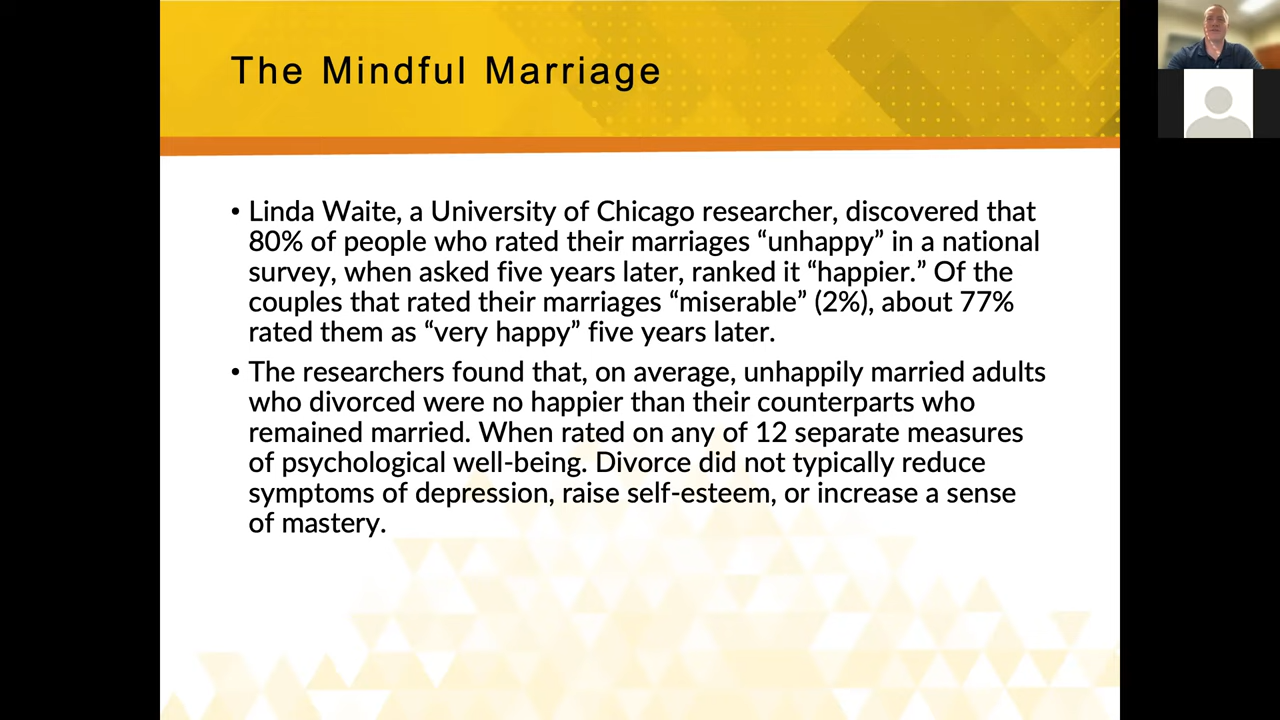 The Mindful Marriage
• Linda Waite, a University of Chicago researcher, discovered that
80% of people who rated their marriages “unhappy” in a national
survey, when asked five years later, ranked it “happier.” Of the
couples that rated their marriages “miserable” (2%), about 77%
rated them as “very happy” five years later.
• The researchers found that, on average, unhappily married adults
who divorced were no happier than their counterparts who
remained married. When rated on any of 12 separate measures
of psychological well-being. Divorce did not typically reduce
symptoms of depression, raise self-esteem, or increase a sense
of mastery.